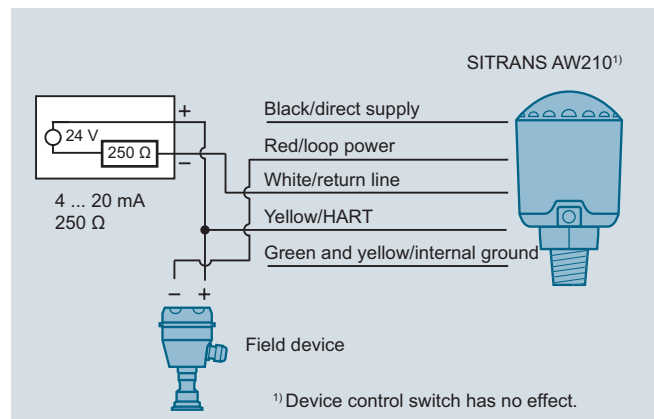 SITRANS AW210¹⁾
+
24 V
250 Ω
–
4 ... 20 mA
250 Ω
Black/direct supply
Red/loop power
White/return line
Yellow/HART
Green and yellow/internal ground
– +
Field device
¹⁾ Device control switch has no effect.